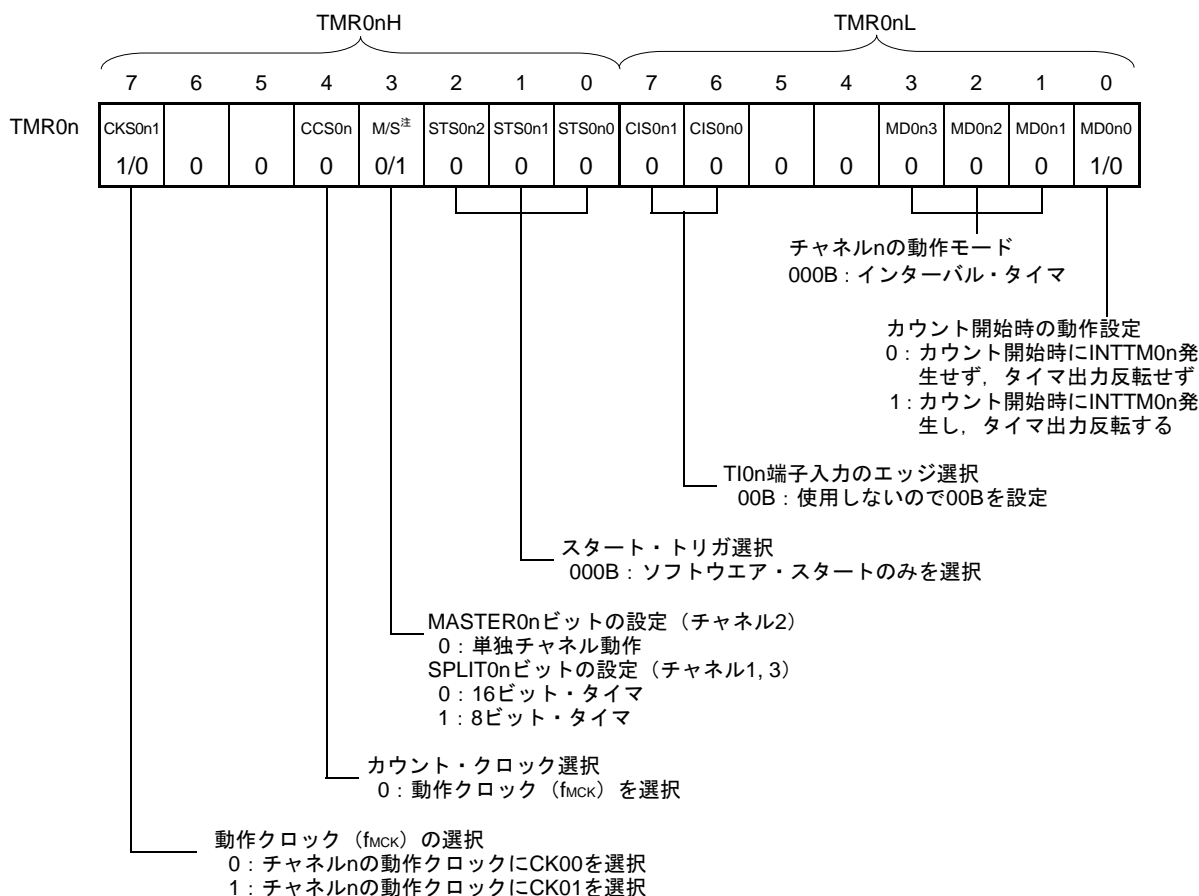 TMR0nH TMR0nL
7 6 5 4 3 2 1 0 7 6 5 4 3 2 1 0
TMR0n CKS0n1 CCS0n M/S注 STS0n2 STS0n1 STS0n0 CIS0n1 CIS0n0 MD0n3 MD0n2 MD0n1 MD0n0
1/0 0 0 0 0/1 0 0 0 0 0 0 0 0 0 0 1/0
チャネルnの動作モード
000B：インターバル・タイマ
カウント開始時の動作設定
0：カウント開始時にINTTM0n発
生せず，タイマ出力反転せず
1：カウント開始時にINTTM0n発
生し，タイマ出力反転する
TI0n端子入力のエッジ選択
00B：使用しないので00Bを設定
スタート・トリガ選択
000B：ソフトウエア・スタートのみを選択
MASTER0nビットの設定（チャネル2）
0：単独チャネル動作
SPLIT0nビットの設定（チャネル1, 3）
0：16ビット・タイマ
1：8ビット・タイマ
カウント・クロック選択
0：動作クロック（fMCK）を選択
動作クロック（fMCK）の選択
0：チャネルnの動作クロックにCK00を選択
1：チャネルnの動作クロックにCK01を選択